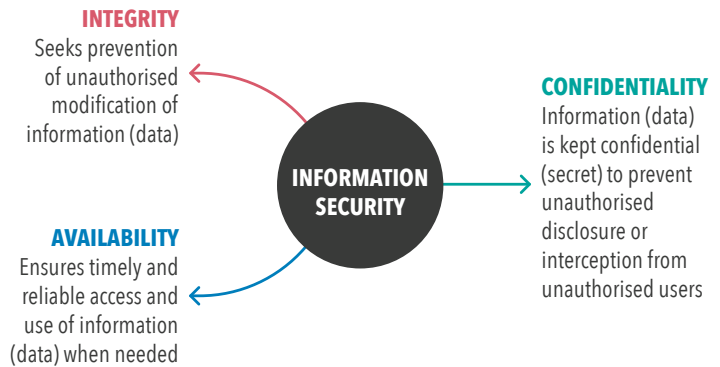 INTEGRITY
Seeks prevention
of unauthorised
modification of
information (data)
INFORMATION
SECURITY
CONFIDENTIALITY
Information (data)
is kept confidential
(secret) to prevent
unauthorised
disclosure or
interception from
unauthorised users
AVAILABILITY
Ensures timely and
reliable access and
use of information
(data) when needed